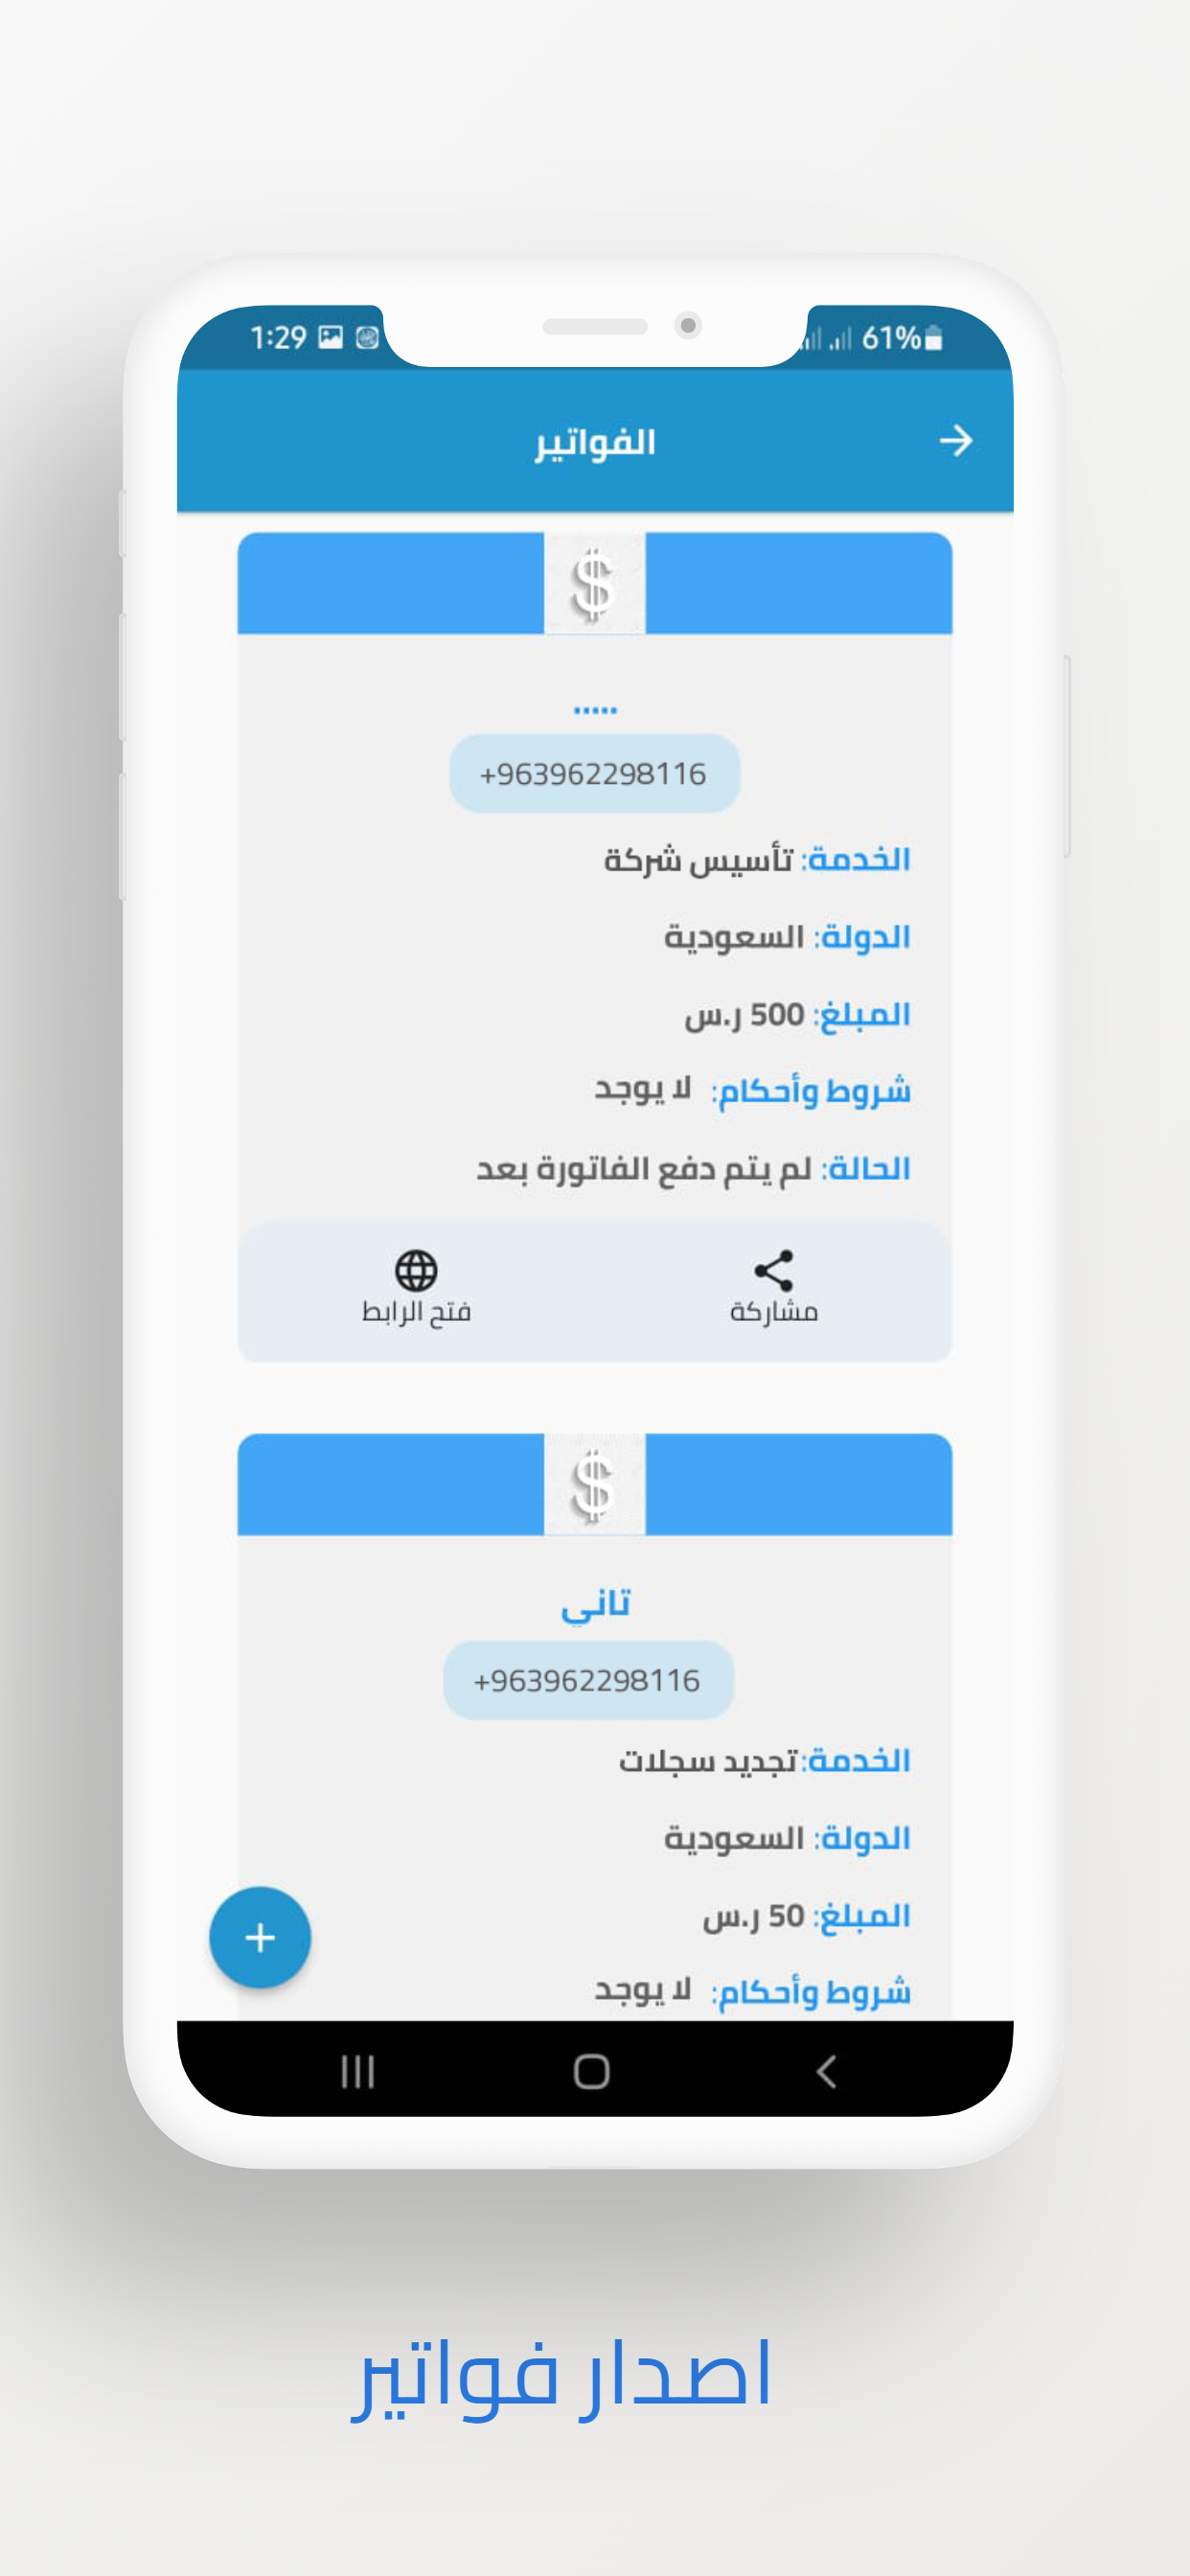 1:29
61%
الفواتير
$
.....
+963962298116
الخدمة: تأسيس شركة
الدولة: السعودية
المبلغ: 500 ر.س
شروط وأحكام: لا يوجد
الحالة: لم يتم دفع الفاتورة بعد
مشاركة
فتح الرابط
$
تاني
+963962298116
الخدمة: تجديد سجلات
الدولة: السعودية
المبلغ: 50 ر.س
شروط وأحكام: لا يوجد
+
اصدار فواتير